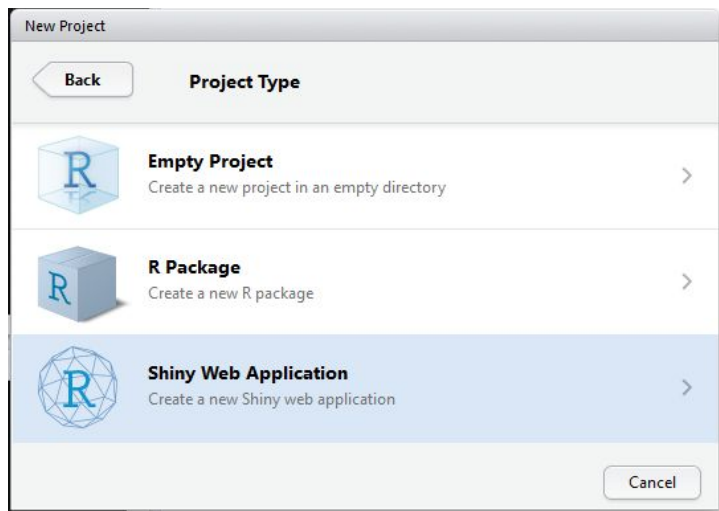 New Project
Back
Project Type
R
Empty Project
Create a new project in an empty directory
R
R Package
Create a new R package
R
Shiny Web Application
Create a new Shiny web application
Cancel